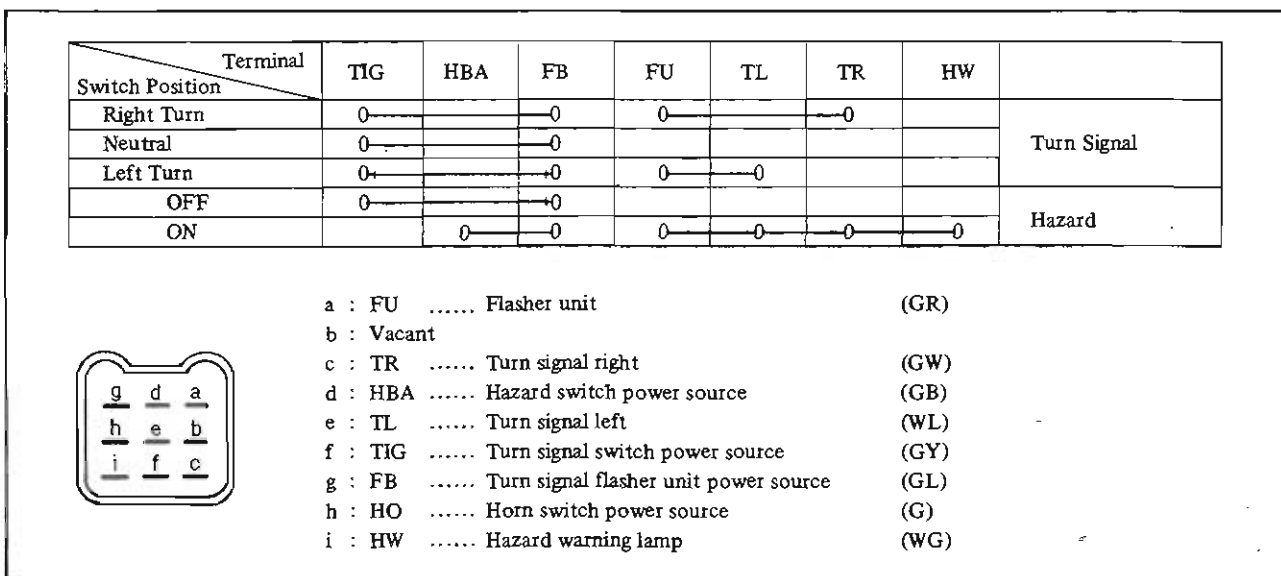 Terminal
Switch Position
TIG HBA FB FU TL TR HW
Right Turn
Neutral
Left Turn
Turn Signal
OFF
ON
Hazard
a : FU ...... Flasher unit (GR)
b : Vacant
c : TR ...... Turn signal right (GW)
d : HBA ...... Hazard switch power source (GB)
e : TL ...... Turn signal left (WL)
f : TIG ...... Turn signal switch power source (GY)
g : FB ...... Turn signal flasher unit power source (GL)
h : HO ...... Horn switch power source (G)
i : HW ...... Hazard warning lamp (WG)
g d a
h e b
i f c